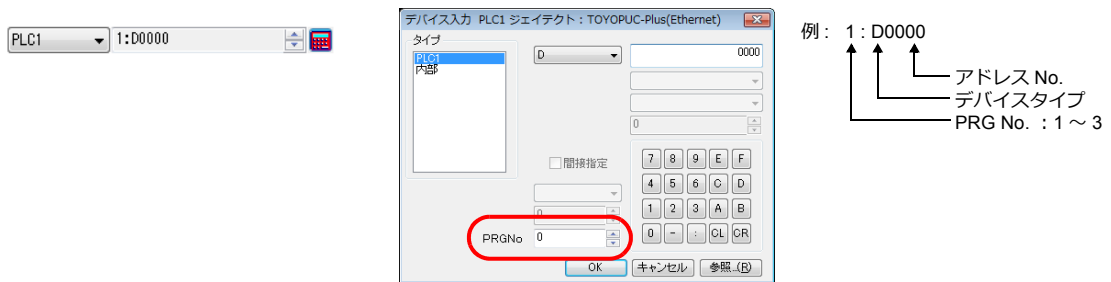 PLC1
1:D0000
デバイス入力 PLC1 ジェイテクト：TOYOPUC-Plus(Ethernet)
タイプ
PLC1
内部
D
0000
0
間接指定
0
PRGNo 0
7 8 9 E F
4 5 6 C D
1 2 3 A B
0 - : CL CR
OK キャンセル 参照...(R)
例： 1 : D0000
アドレス No.
デバイスタイプ
PRG No. ：1 ～ 3